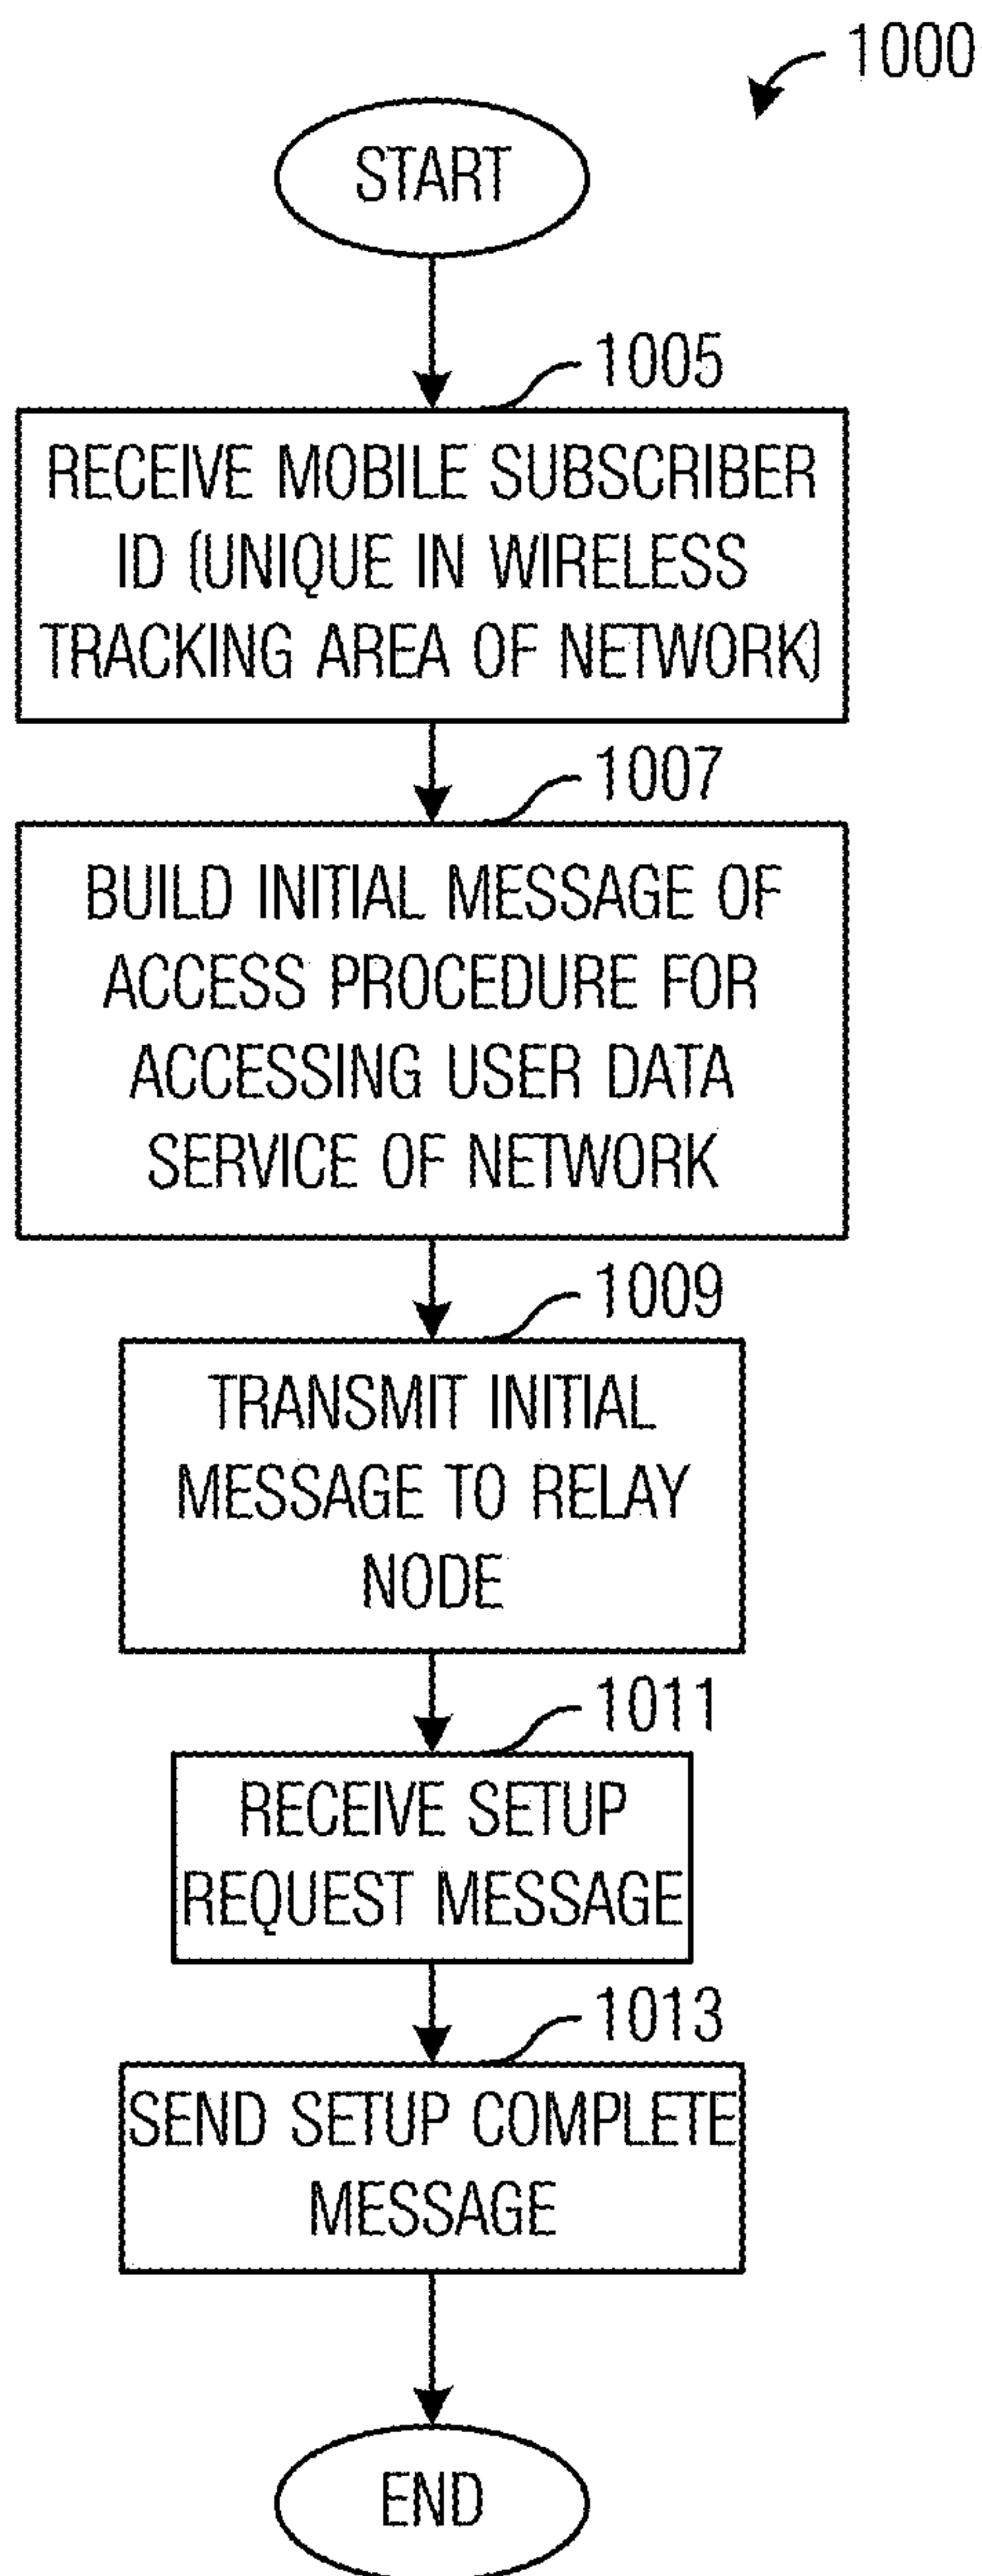 1000
START
1005
RECEIVE MOBILE SUBSCRIBER
ID (UNIQUE IN WIRELESS
TRACKING AREA OF NETWORK)
1007
BUILD INITIAL MESSAGE OF
ACCESS PROCEDURE FOR
ACCESSING USER DATA
SERVICE OF NETWORK
1009
TRANSMIT INITIAL
MESSAGE TO RELAY
NODE
1011
RECEIVE SETUP
REQUEST MESSAGE
1013
SEND SETUP COMPLETE
MESSAGE
END